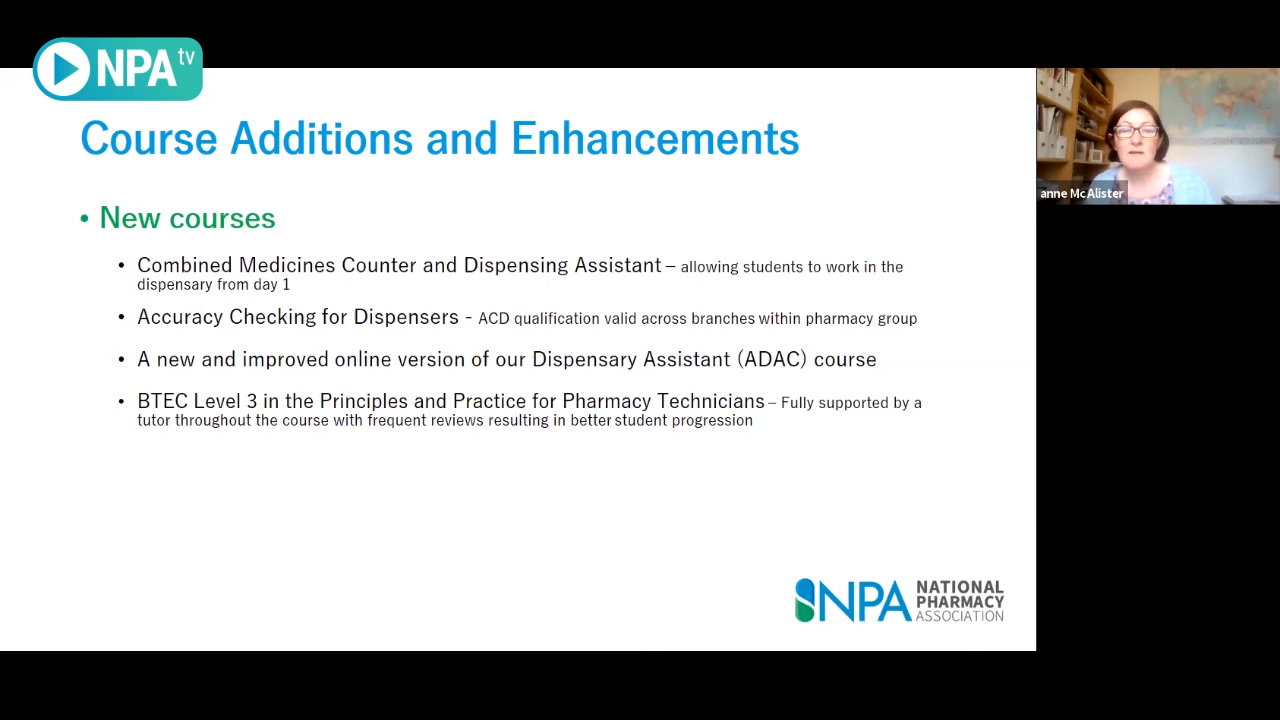 NPA tv
Course Additions and Enhancements
• New courses
• Combined Medicines Counter and Dispensing Assistant – allowing students to work in the
dispensary from day 1
• Accuracy Checking for Dispensers - ACD qualification valid across branches within pharmacy group
• A new and improved online version of our Dispensary Assistant (ADAC) course
• BTEC Level 3 in the Principles and Practice for Pharmacy Technicians – Fully supported by a
tutor throughout the course with frequent reviews resulting in better student progression
anne McAlister
NPA NATIONAL
PHARMACY
ASSOCIATION